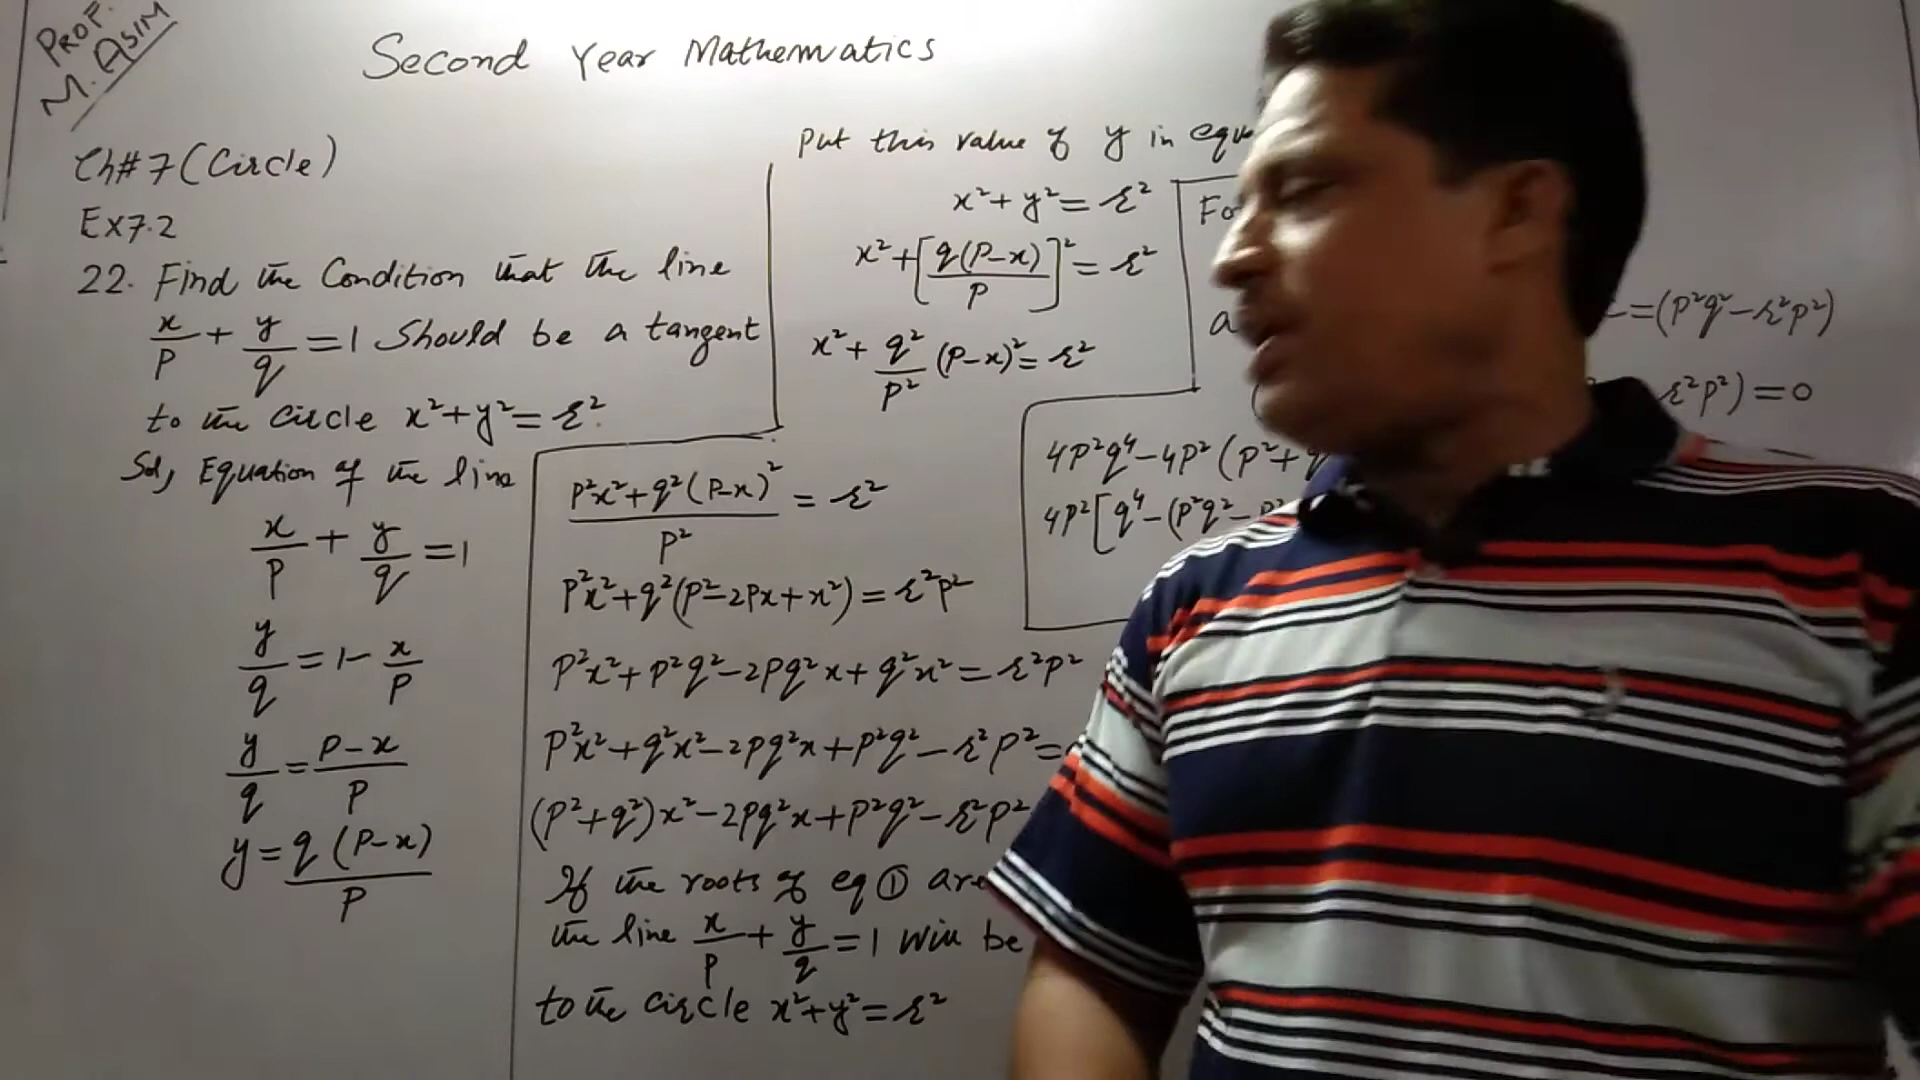 PROF.
M. ASIM
Second Year Mathematics
Ch# 7 (Circle)
Ex7.2
22. Find the Condition that the line
x/p + y/q = 1 Should be a tangent
to the circle x²+y²=r².
Sol, Equation of the line
x/p + y/q = 1
y/q = 1 - x/p
y/q = p-x/p
y = q(p-x)/p
Put this value of y in equ
x²+y²=r²
x²+[q(p-x)/p]²=r²
x²+q²/p²(p-x)²=r²
p²x²+q²(p-x)²/p² = r²
p²x²+q²(p²-2px+x²)=r²p²
p²x²+p²q²-2pq²x+q²x²=r²p²
p²x²+q²x²-2pq²x+p²q²-r²p²=
(p²+q²)x²-2pq²x+p²q²-r²p²
If the roots of eq ① are
the line x/p + y/q = 1 will be
to the circle x²+y²=r²
Fo
a
=(p²q²-r²p²)
r²p²)=0
4p²q⁴-4p²(p²+q
4p²[q⁴-(p²q²-